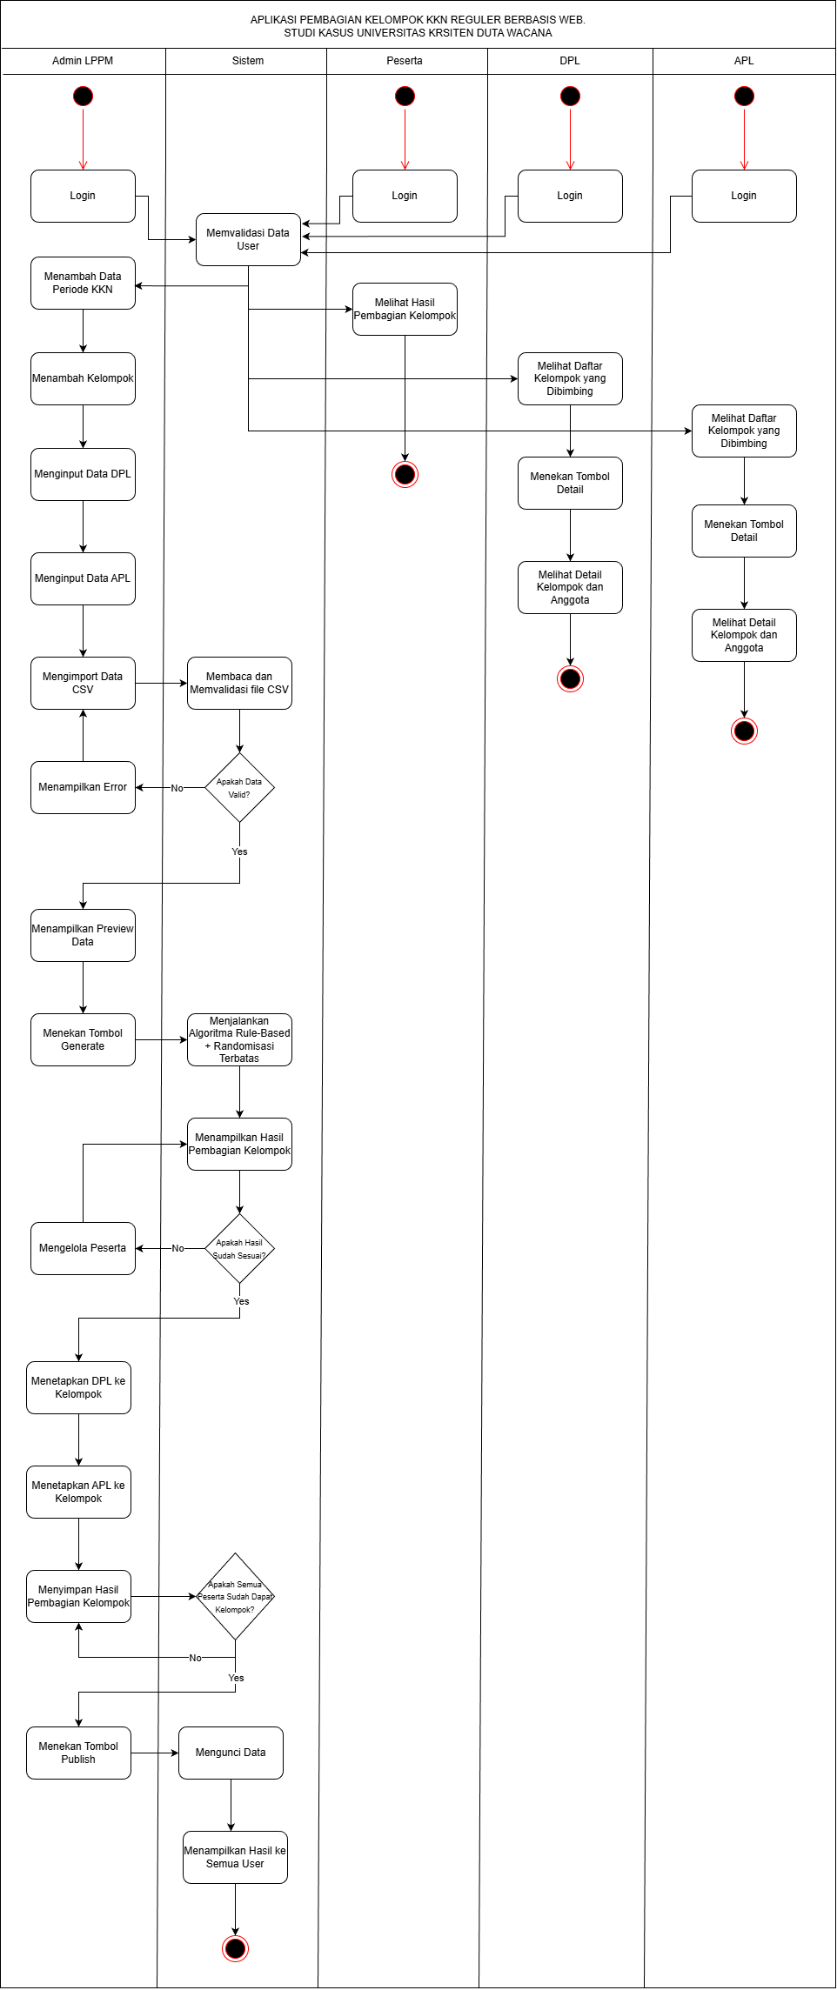 APLIKASI PEMBAGIAN KELOMPOK KKN REGULER BERBASIS WEB.
STUDI KASUS UNIVERSITAS KRSITEN DUTA WACANA
Admin LPPM
Sistem
Peserta
DPL
APL
Login
Login
Login
Login
Memvalidasi Data
User
Menambah Data
Periode KKN
Melihat Hasil
Pembagian Kelompok
Menambah Kelompok
Melihat Daftar
Kelompok yang
Dibimbing
Melihat Daftar
Kelompok yang
Dibimbing
Menginput Data DPL
Menekan Tombol
Detail
Menekan Tombol
Detail
Menginput Data APL
Melihat Detail
Kelompok dan
Anggota
Melihat Detail
Kelompok dan
Anggota
Mengimport Data
CSV
Membaca dan
Memvalidasi file CSV
Menampilkan Error
No
Apakah Data
Valid?
Yes
Menampilkan Preview
Data
Menekan Tombol
Generate
Menjalankan
Algoritma Rule-Based
+ Randomisasi
Terbatas
Menampilkan Hasil
Pembagian Kelompok
Mengelola Peserta
No
Apakah Hasil
Sudah Sesuai?
Yes
Menetapkan DPL ke
Kelompok
Menetapkan APL ke
Kelompok
Menyimpan Hasil
Pembagian Kelompok
Apakah Semua
Peserta Sudah Dapat
Kelompok?
No
Yes
Menekan Tombol
Publish
Mengunci Data
Menampilkan Hasil ke
Semua User